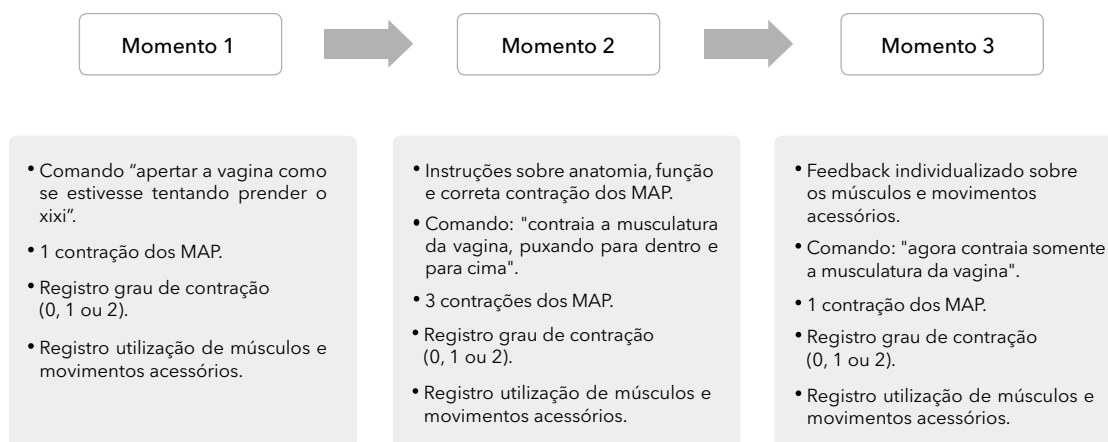 Momento 1
Momento 2
Momento 3
• Comando “apertar a vagina como
se estivesse tentando prender o
xixi”.
• 1 contração dos MAP.
• Registro grau de contração
(0, 1 ou 2).
• Registro utilização de músculos e
movimentos acessórios.
• Instruções sobre anatomia, função
e correta contração dos MAP.
• Comando: "contraia a musculatura
da vagina, puxando para dentro e
para cima".
• 3 contrações dos MAP.
• Registro grau de contração
(0, 1 ou 2).
• Registro utilização de músculos e
movimentos acessórios.
• Feedback individualizado sobre
os músculos e movimentos
acessórios.
• Comando: "agora contraia somente
a musculatura da vagina".
• 1 contração dos MAP.
• Registro grau de contração
(0, 1 ou 2).
• Registro utilização de músculos e
movimentos acessórios.